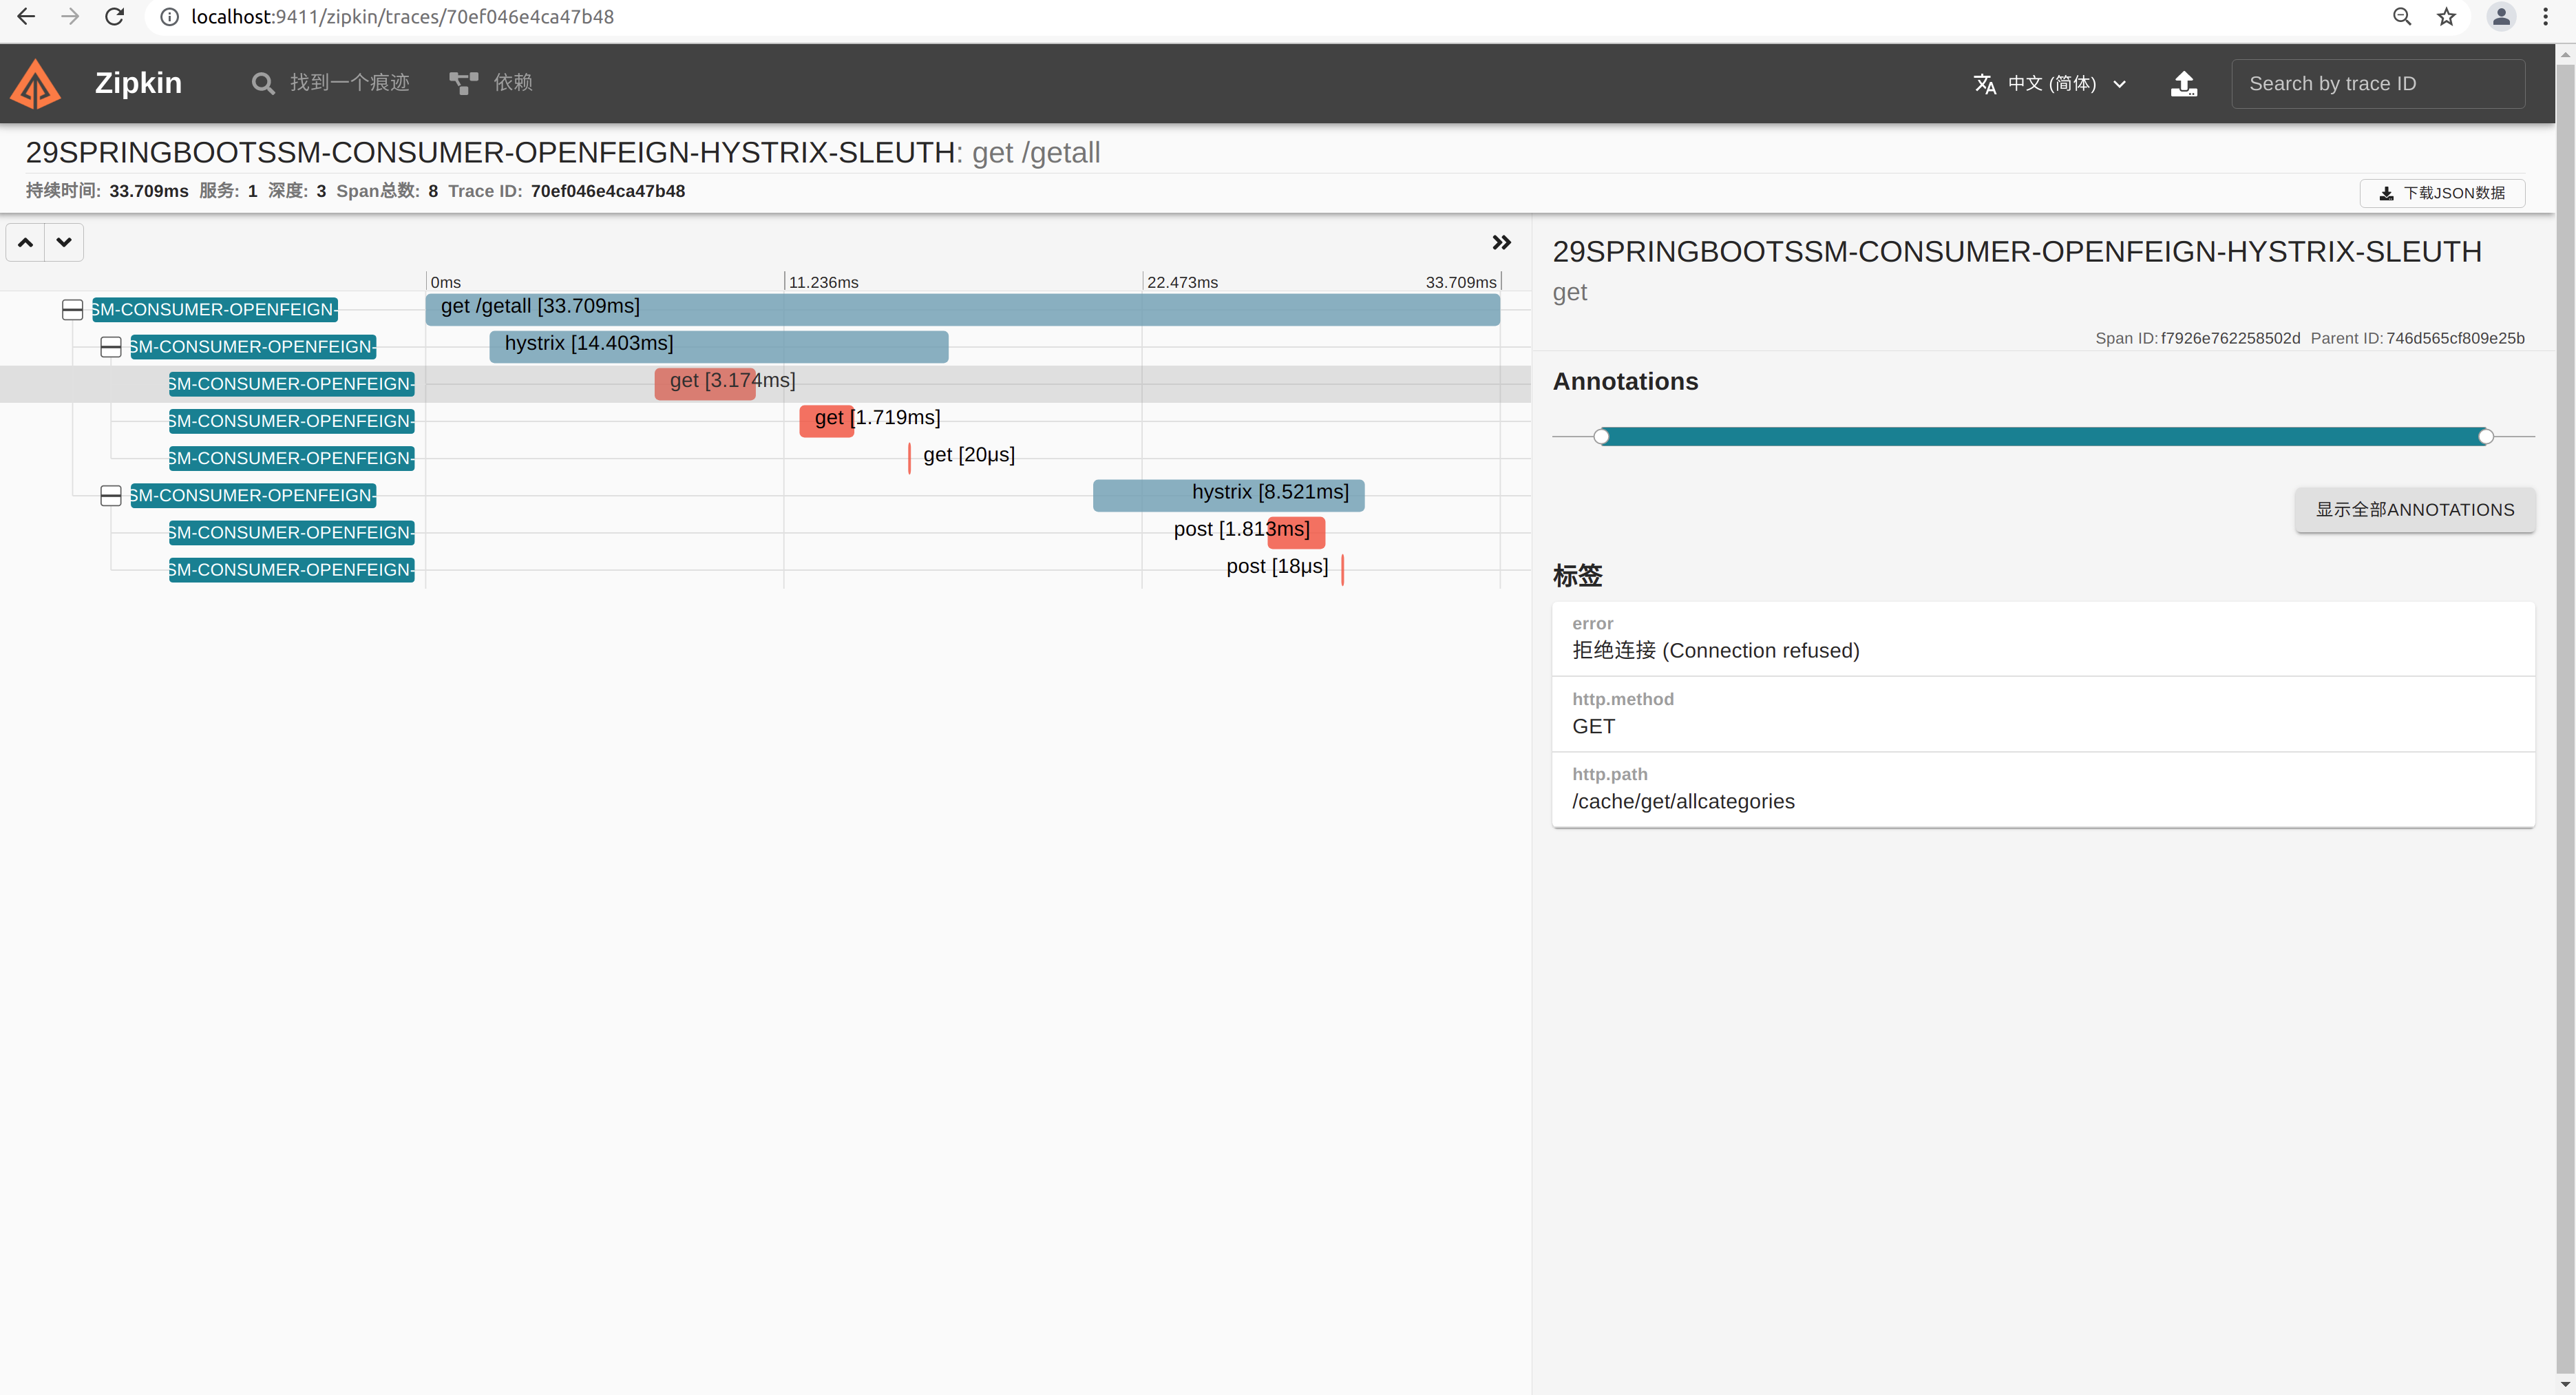 localhost:9411/zipkin/traces/70ef046e4ca47b48
Zipkin 找到一个痕迹 依赖 中文 (简体) Search by trace ID
29SPRINGBOOTSSM-CONSUMER-OPENFEIGN-HYSTRIX-SLEUTH: get /getall
持续时间: 33.709ms 服务: 1 深度: 3 Span总数: 8 Trace ID: 70ef046e4ca47b48
下载JSON数据
0ms 11.236ms 22.473ms 33.709ms
SM-CONSUMER-OPENFEIGN- get /getall [33.709ms]
SM-CONSUMER-OPENFEIGN- hystrix [14.403ms]
SM-CONSUMER-OPENFEIGN- get [3.174ms]
SM-CONSUMER-OPENFEIGN- get [1.719ms]
SM-CONSUMER-OPENFEIGN- get [20μs]
SM-CONSUMER-OPENFEIGN- hystrix [8.521ms]
SM-CONSUMER-OPENFEIGN- post [1.813ms]
SM-CONSUMER-OPENFEIGN- post [18μs]
29SPRINGBOOTSSM-CONSUMER-OPENFEIGN-HYSTRIX-SLEUTH
get
Span ID: f7926e762258502d Parent ID: 746d565cf809e25b
Annotations
显示全部ANNOTATIONS
标签
error
拒绝连接 (Connection refused)
http.method
GET
http.path
/cache/get/allcategories